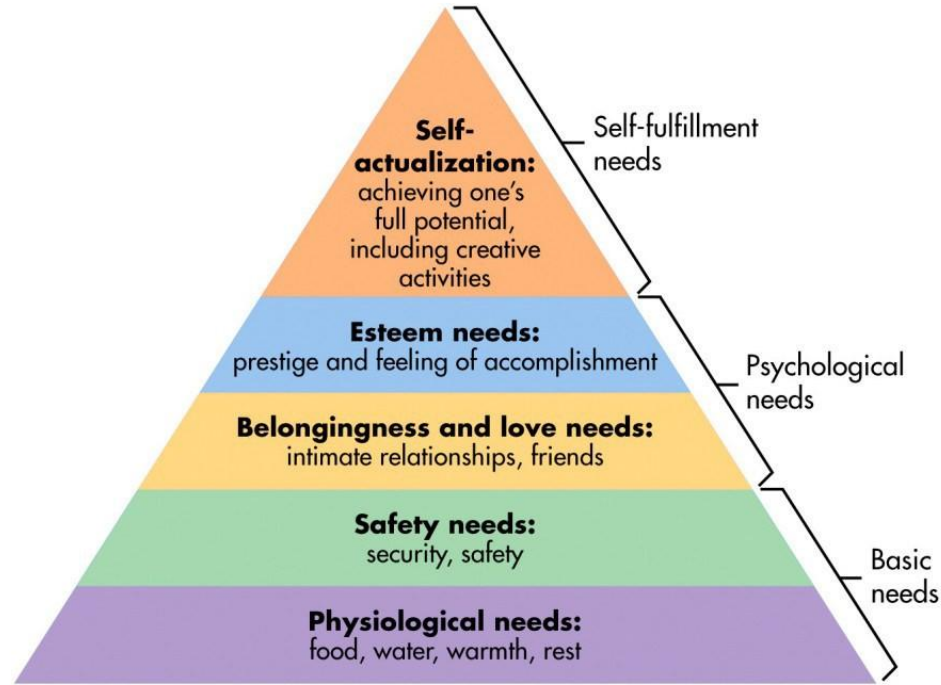 Self-
actualization:
achieving one's
full potential,
including creative
activities
Self-fulfillment
needs
Esteem needs:
prestige and feeling of accomplishment
Psychological
needs
Belongingness and love needs:
intimate relationships, friends
Safety needs:
security, safety
Basic
needs
Physiological needs:
food, water, warmth, rest